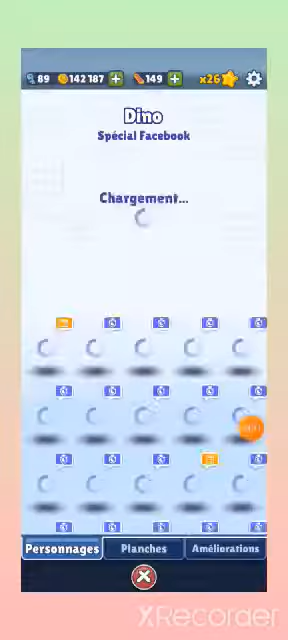 89 142 187 149 x26
Dino
Spécial Facebook
Chargement...
Personnages Planches Améliorations
XRecorder